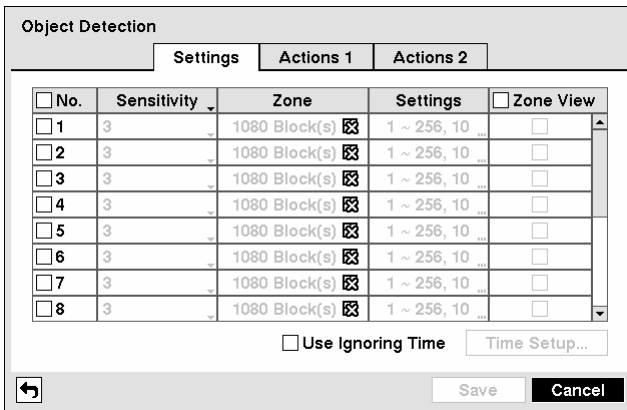 Object Detection
Settings Actions 1 Actions 2
No. Sensitivity Zone Settings Zone View
1 3 1080 Block(s) 1 ~ 256, 10 ...
2 3 1080 Block(s) 1 ~ 256, 10 ...
3 3 1080 Block(s) 1 ~ 256, 10 ...
4 3 1080 Block(s) 1 ~ 256, 10 ...
5 3 1080 Block(s) 1 ~ 256, 10 ...
6 3 1080 Block(s) 1 ~ 256, 10 ...
7 3 1080 Block(s) 1 ~ 256, 10 ...
8 3 1080 Block(s) 1 ~ 256, 10 ...
Use Ignoring Time Time Setup...
Save Cancel